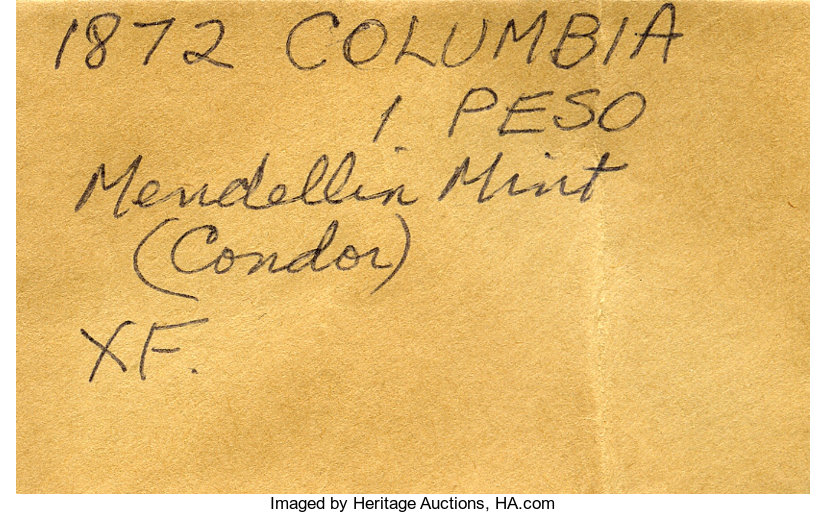 1872 COLUMBIA
1 PESO
Mendellin Mint
(Condor)
XF.
Imaged by Heritage Auctions, HA.com